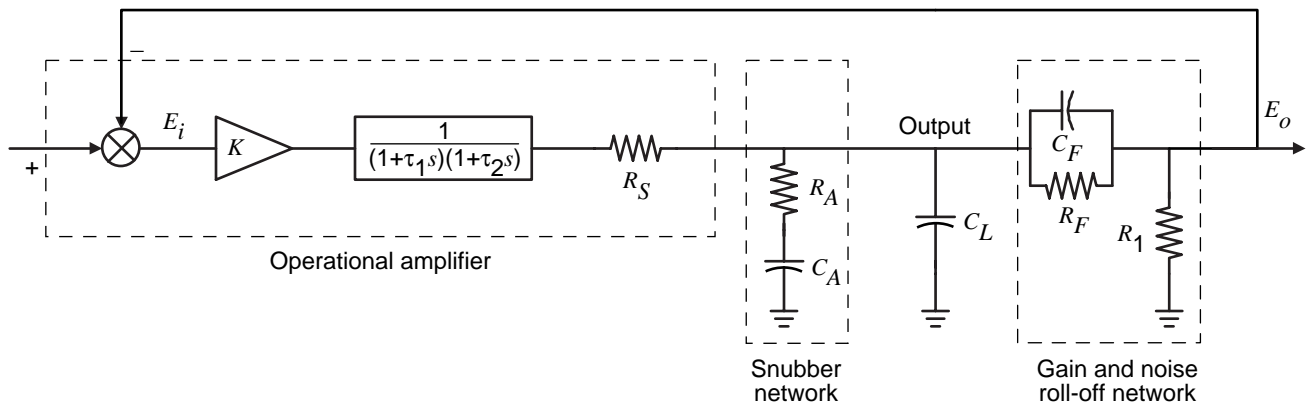 −
+
E_i
K
1
(1+τ₁s)(1+τ₂s)
R_S
Operational amplifier
R_A
C_A
Snubber
network
Output
C_L
C_F
R_F
R_1
Gain and noise
roll-off network
E_o